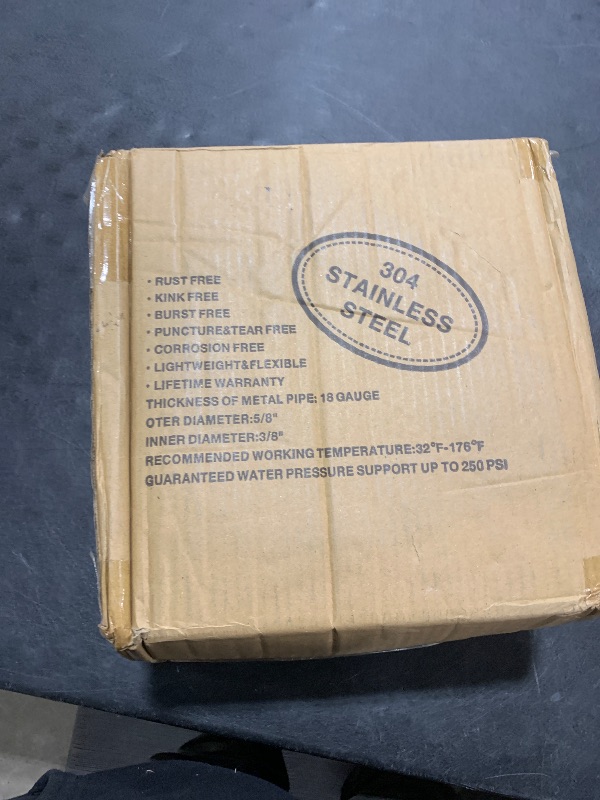 304
STAINLESS
STEEL
• RUST FREE
• KINK FREE
• BURST FREE
• PUNCTURE&TEAR FREE
• CORROSION FREE
• LIGHTWEIGHT&FLEXIBLE
• LIFETIME WARRANTY
THICKNESS OF METAL PIPE: 18 GAUGE
OTER DIAMETER:5/8"
INNER DIAMETER:3/8"
RECOMMENDED WORKING TEMPERATURE:32°F-176°F
GUARANTEED WATER PRESSURE SUPPORT UP TO 250 PSI